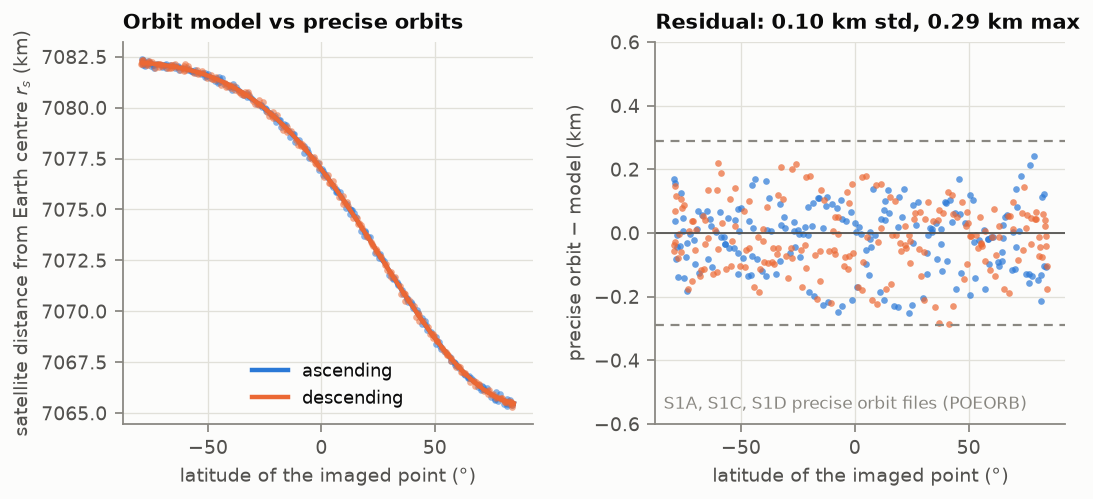 Orbit model vs precise orbits
satellite distance from Earth centre rₛ (km)
7082.5
7080.0
7077.5
7075.0
7072.5
7070.0
7067.5
7065.0
ascending
descending
−50
0
50
latitude of the imaged point (°)
Residual: 0.10 km std, 0.29 km max
precise orbit − model (km)
0.6
0.4
0.2
0.0
−0.2
−0.4
−0.6
S1A, S1C, S1D precise orbit files (POEORB)
−50
0
50
latitude of the imaged point (°)